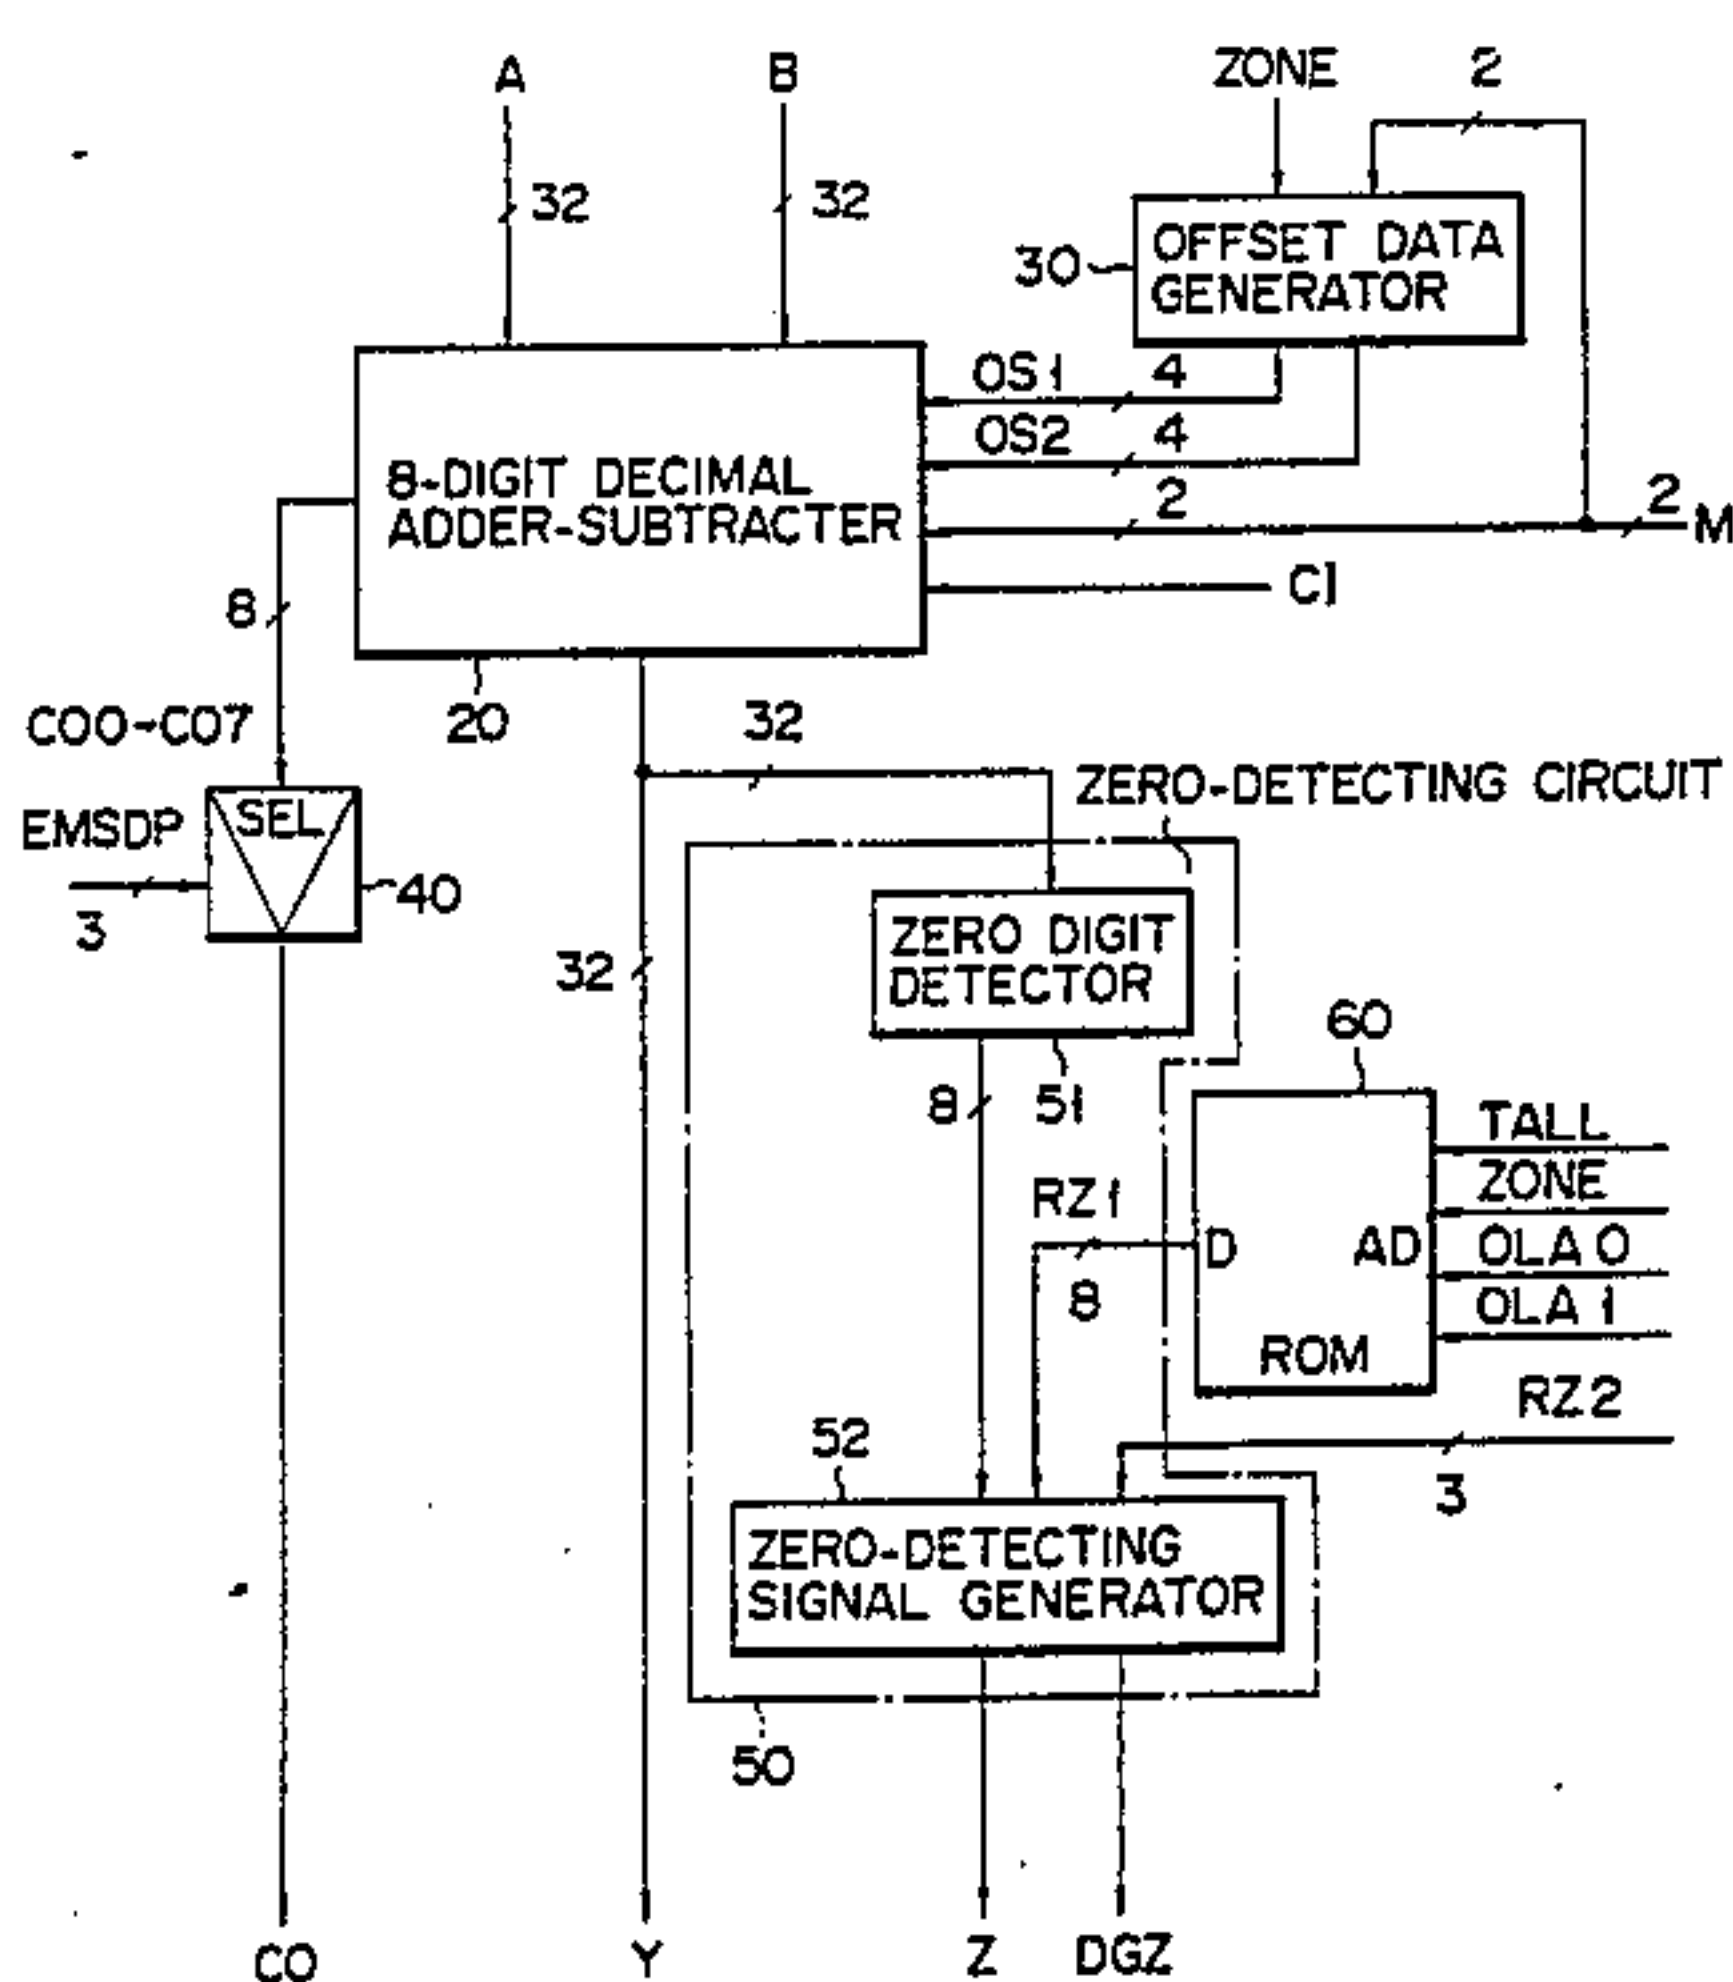 A
B
ZONE
2
32
32
30
OFFSET DATA
GENERATOR
OS1
4
OS2
4
8-DIGIT DECIMAL
ADDER-SUBTRACTER
2
2
M
CI
8
20
32
CO0-CO7
ZERO-DETECTING CIRCUIT
EMSDP
SEL
40
3
32
ZERO DIGIT
DETECTOR
60
8
51
TALL
ZONE
RZ1
D
AD
OLA 0
8
OLA 1
ROM
RZ2
52
3
ZERO-DETECTING
SIGNAL GENERATOR
50
CO
Y
Z
DGZ